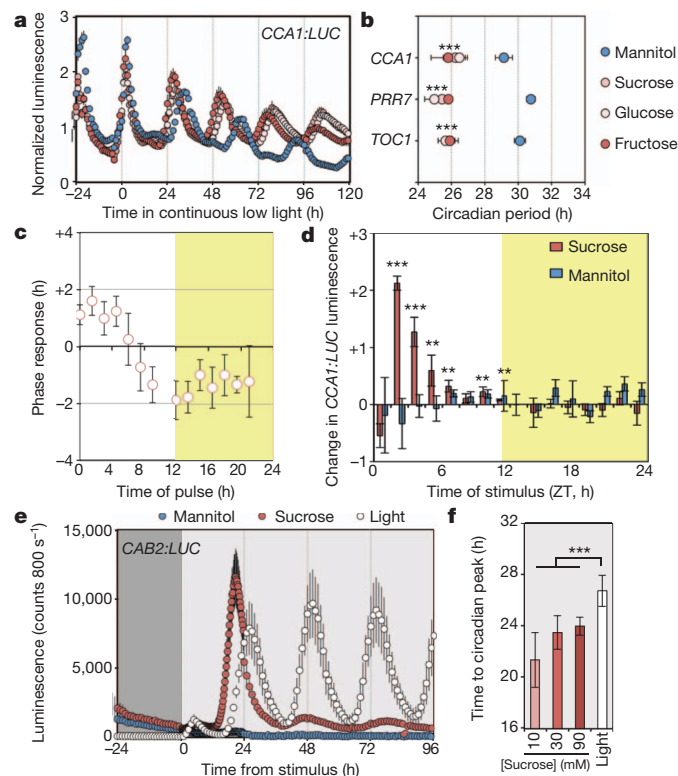 a
CCA1:LUC
Normalized luminescence
3
2
1
0
–24 0 24 48 72 96 120
Time in continuous low light (h)
b
CCA1
PRR7
TOC1
***
***
***
24 26 28 30 32 34
Circadian period (h)
Mannitol
Sucrose
Glucose
Fructose
c
Phase response (h)
+4
+2
0
−2
−4
0 4 8 12 16 20 24
Time of pulse (h)
d
Change in CCA1:LUC luminescence
+3
+2
+1
0
−1
*** *** ** ** ** **
Sucrose
Mannitol
0 6 12 18 24
Time of stimulus (ZT, h)
e
Mannitol Sucrose Light
CAB2:LUC
Luminescence (counts 800 s⁻¹)
15,000
10,000
5,000
0
–24 0 24 48 72 96
Time from stimulus (h)
f
Time to circadian peak (h)
32
28
24
20
16
***
10 30 90 Light
[Sucrose] (mM)